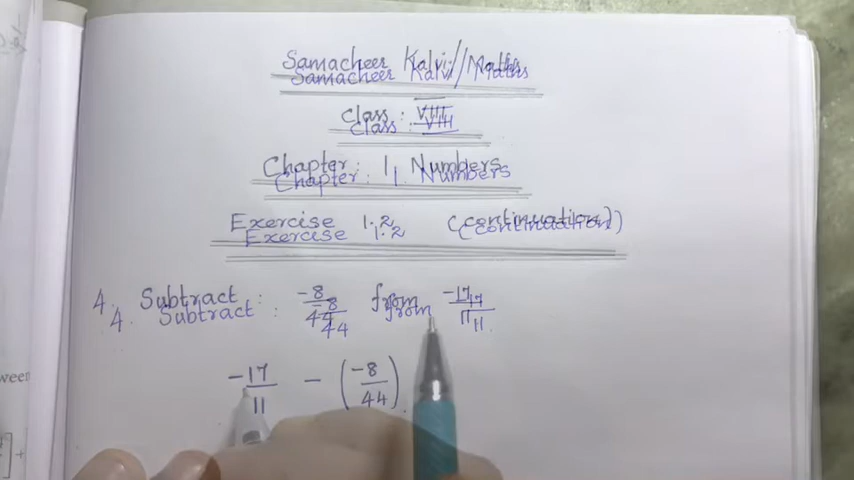 Samacheer Kalvi // Maths
Class : VIII
Chapter : 1. Numbers
Exercise 1.2 (continuation)
4. Subtract : -8/44 from -17/11
-17/11 - (-8/44)
ween